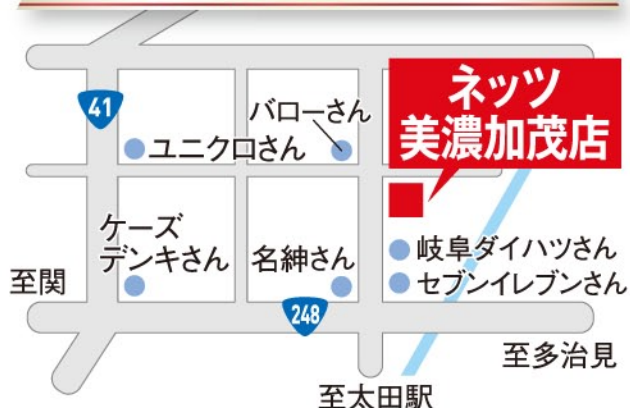 ネッツ
美濃加茂店
41
バローさん
ユニクロさん
ケーズ
デンキさん
名紳さん
岐阜ダイハツさん
セブンイレブンさん
至関
248
至多治見
至太田駅